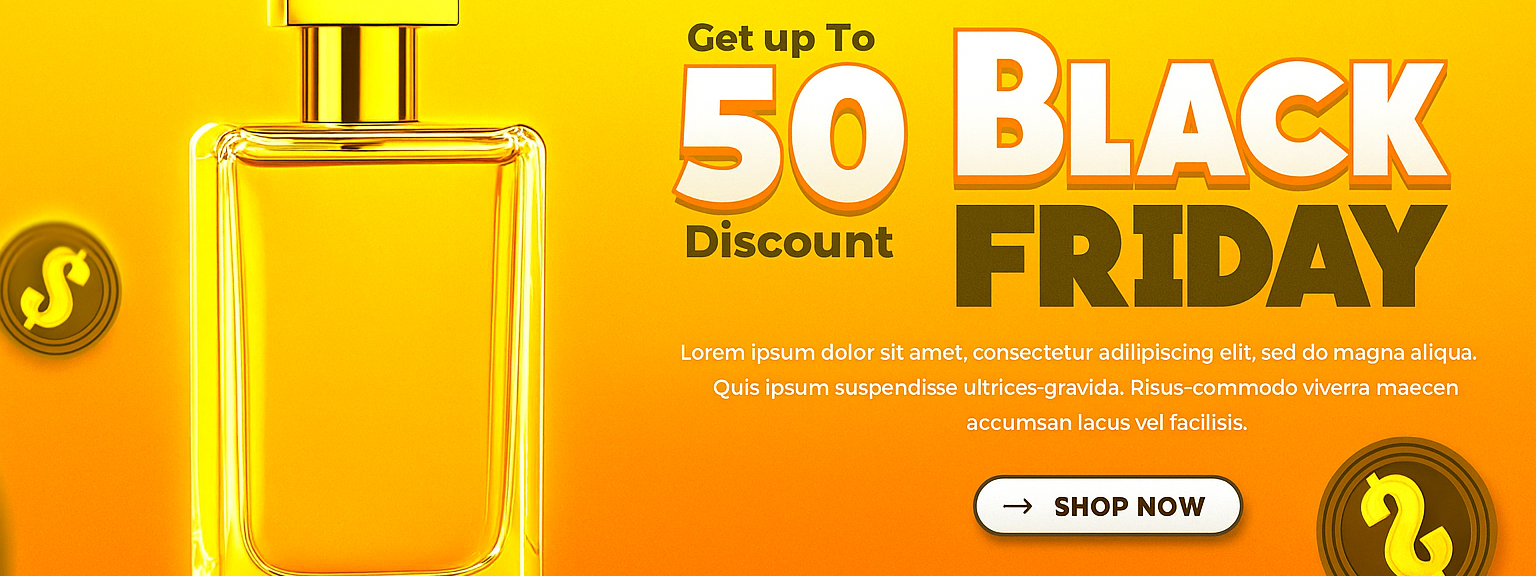 Get up To
50
Discount
BLACK
FRIDAY
Lorem ipsum dolor sit amet, consectetur adilipiscing elit, sed do magna aliqua.
Quis ipsum suspendisse ultrices-gravida. Risus-commodo viverra maecen
accumsan lacus vel facilisis.
→ SHOP NOW